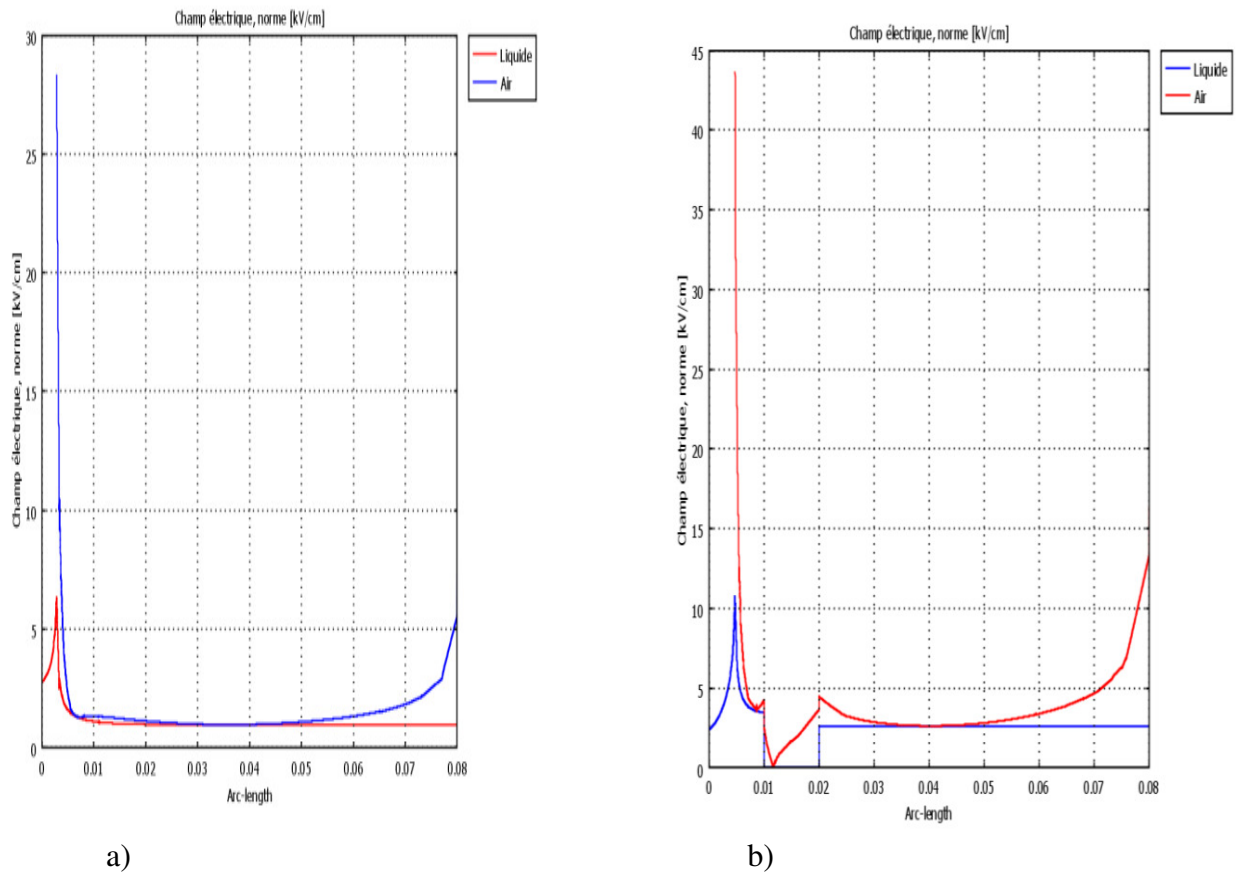 Champ électrique, norme [kV/cm]
30
25
20
15
10
5
0
Champ électrique, norme [kV/cm]
0 0.01 0.02 0.03 0.04 0.05 0.06 0.07 0.08
Arc-length
Liquide
Air
a)
Champ électrique, norme [kV/cm]
45
40
35
30
25
20
15
10
5
0
Champ électrique, norme [kV/cm]
0 0.01 0.02 0.03 0.04 0.05 0.06 0.07 0.08
Arc-length
Liquide
Air
b)